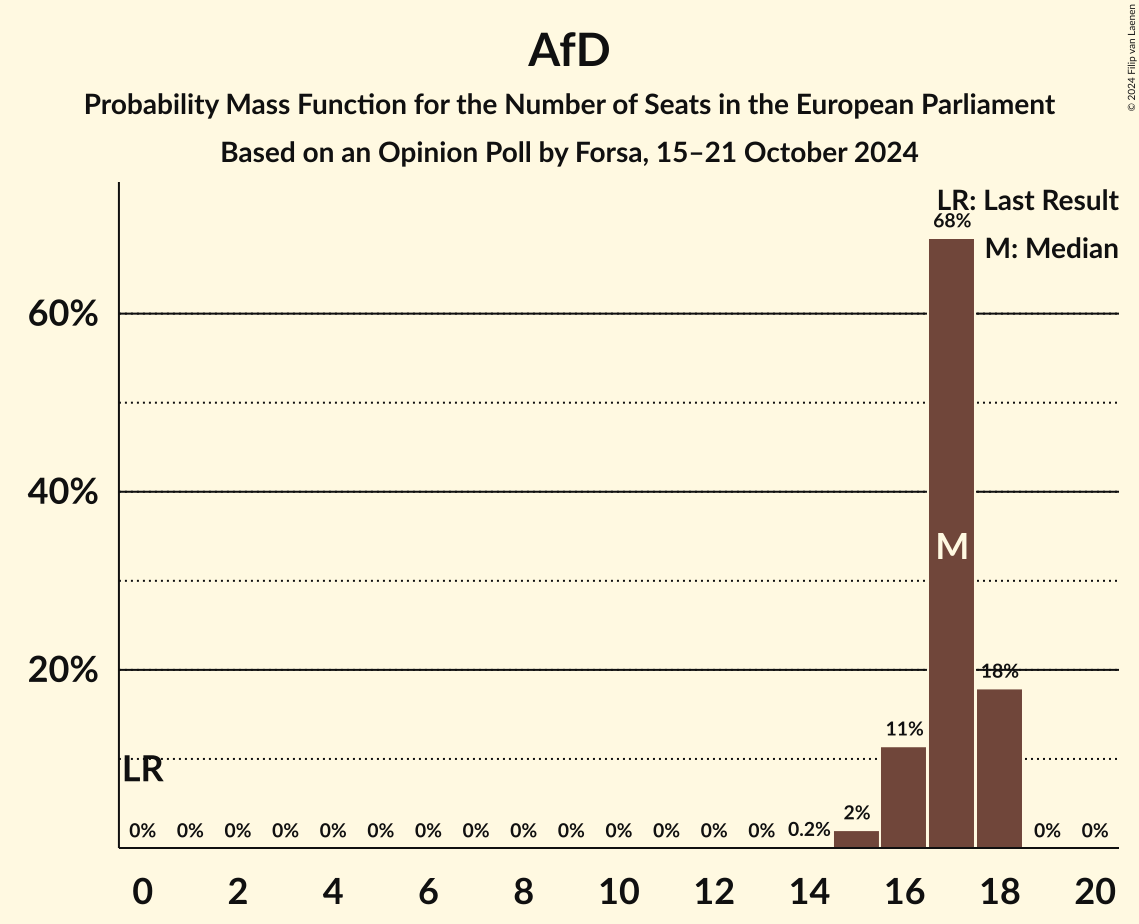 AfD
Probability Mass Function for the Number of Seats in the European Parliament
Based on an Opinion Poll by Forsa, 15–21 October 2024
© 2024 Filip van Laenen
LR: Last Result
M: Median
68%
60%
40%
M
20%
18%
11%
LR
0% 0% 0% 0% 0% 0% 0% 0% 0% 0% 0% 0% 0% 0% 0.2% 2% 0% 0%
0 2 4 6 8 10 12 14 16 18 20